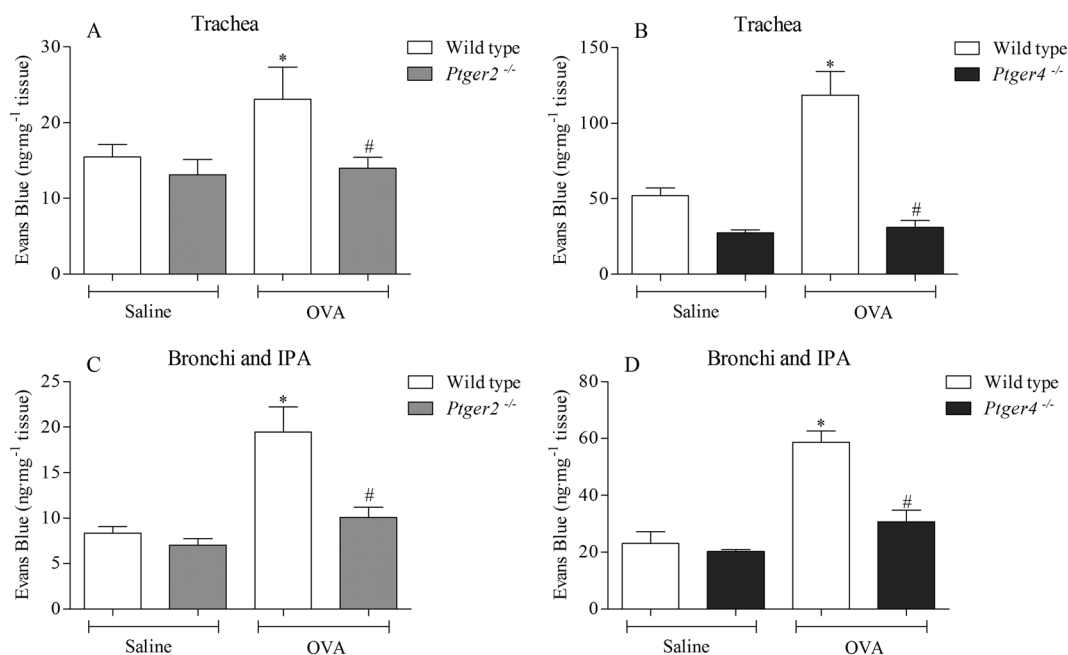 A
Trachea
Evans Blue (ng·mg⁻¹ tissue)
30
20
10
0
*
#
Wild type
Ptger2 -/-
Saline
OVA
B
Trachea
Evans Blue (ng·mg⁻¹ tissue)
150
100
50
0
*
#
Wild type
Ptger4 -/-
Saline
OVA
C
Bronchi and IPA
Evans Blue (ng·mg⁻¹ tissue)
25
20
15
10
5
0
*
#
Wild type
Ptger2 -/-
Saline
OVA
D
Bronchi and IPA
Evans Blue (ng·mg⁻¹ tissue)
80
60
40
20
0
*
#
Wild type
Ptger4 -/-
Saline
OVA